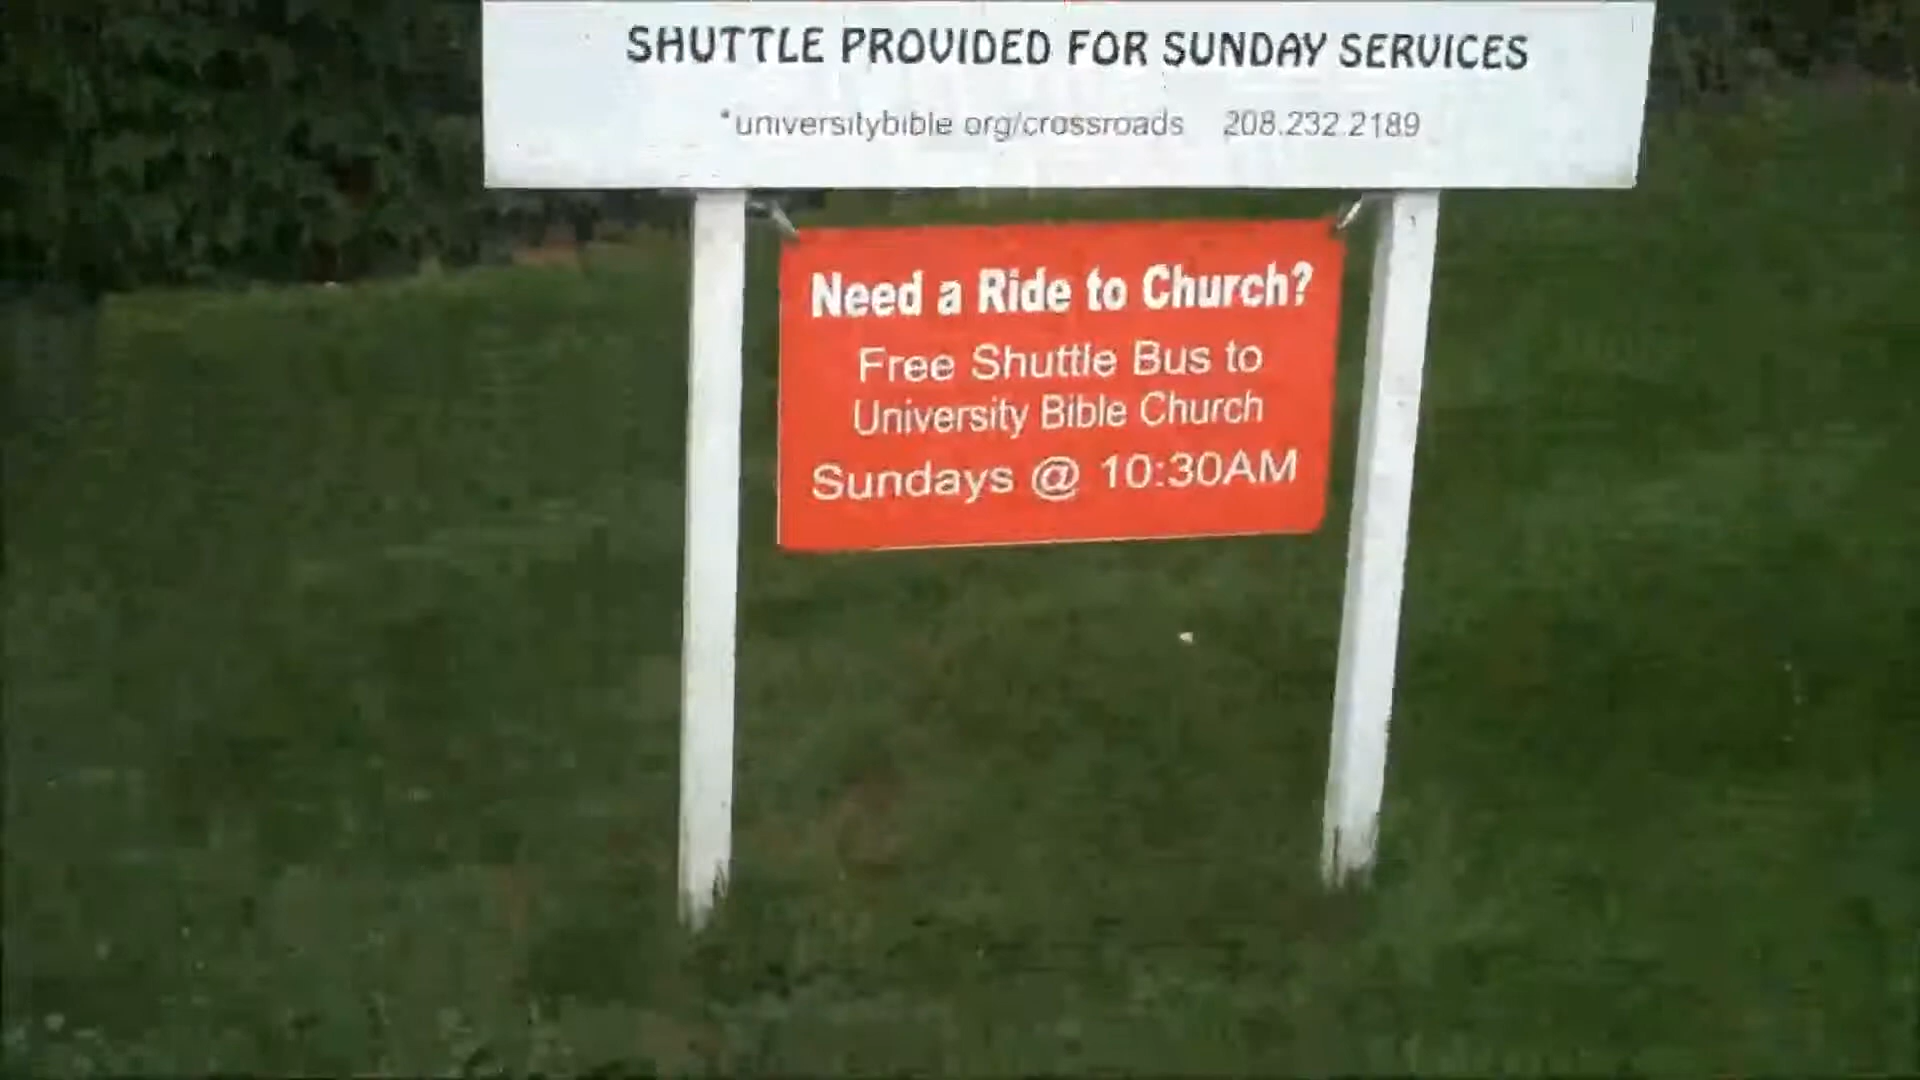 SHUTTLE PROVIDED FOR SUNDAY SERVICES
*universitybible org/crossroads 208.232.2189
Need a Ride to Church?
Free Shuttle Bus to
University Bible Church
Sundays @ 10:30AM